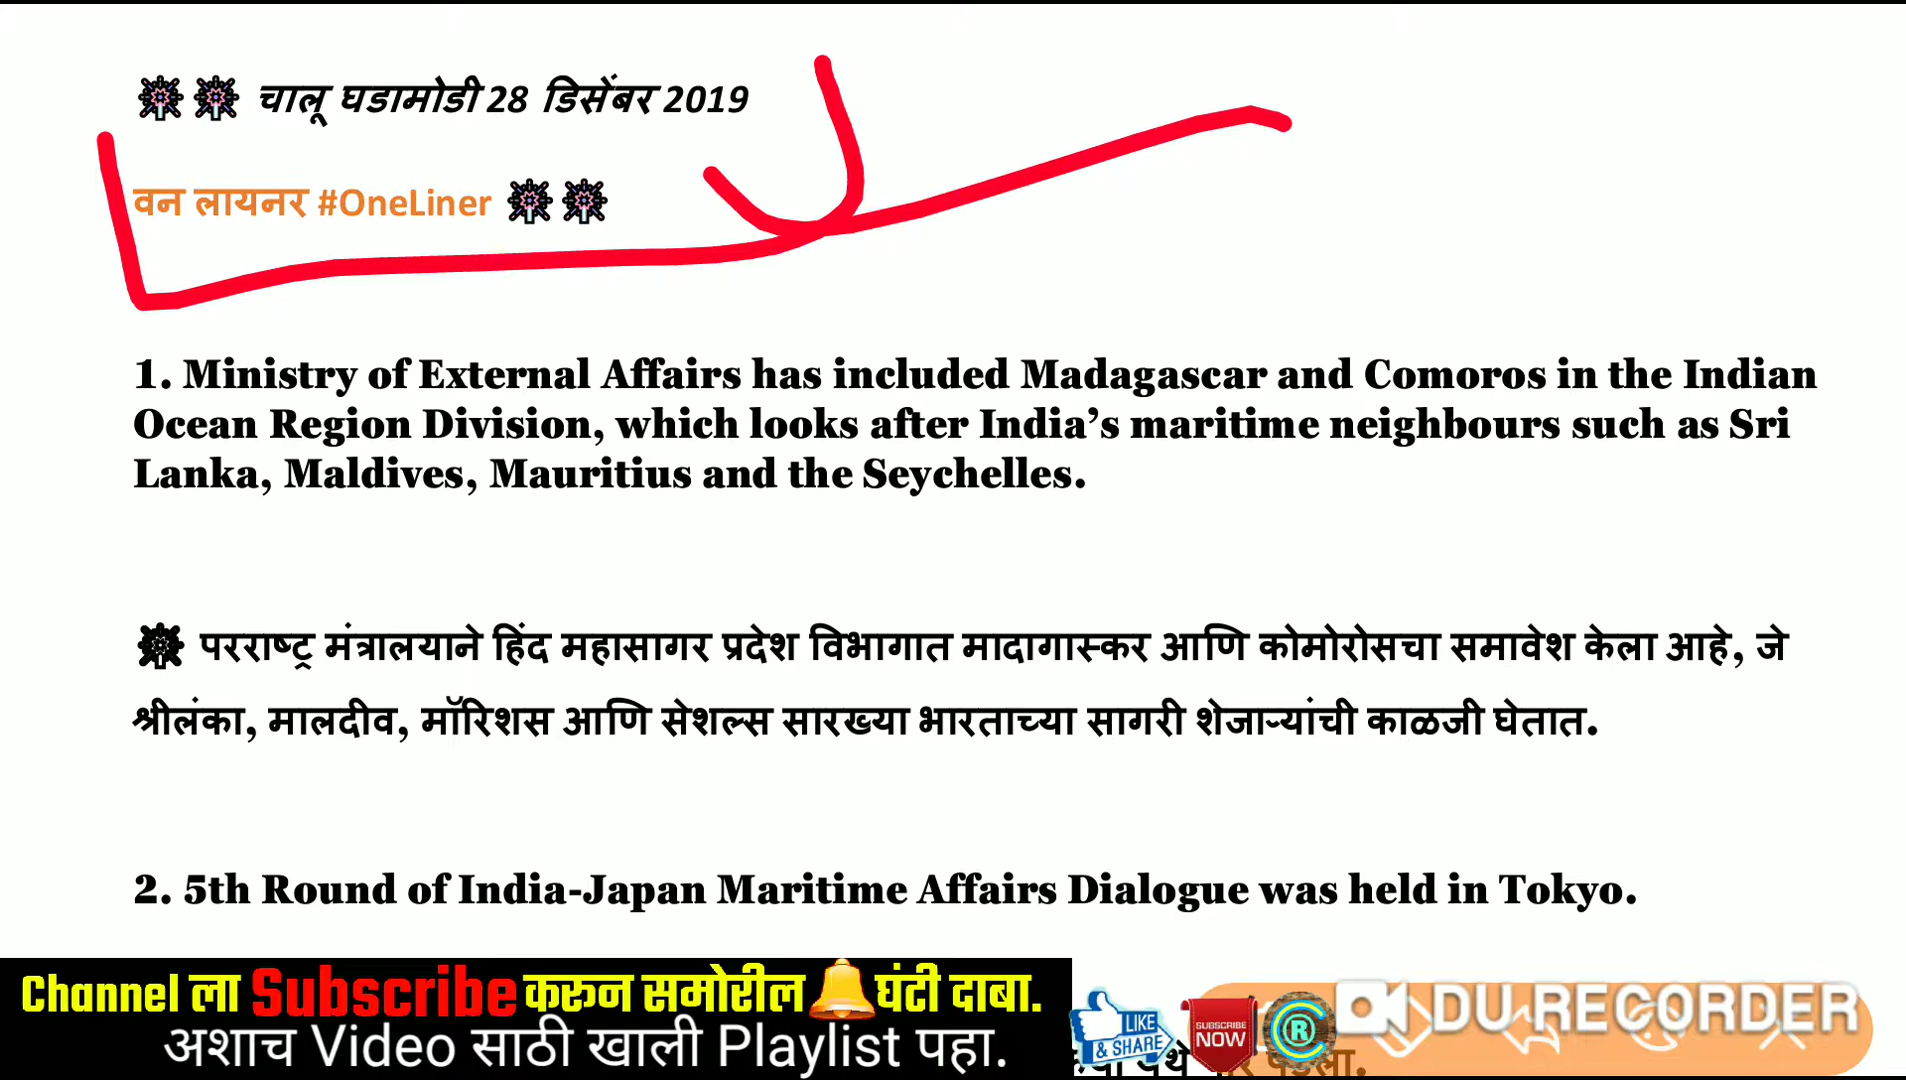 चालू घडामोडी 28 डिसेंबर 2019
वन लायनर #OneLiner
1. Ministry of External Affairs has included Madagascar and Comoros in the Indian
Ocean Region Division, which looks after India’s maritime neighbours such as Sri
Lanka, Maldives, Mauritius and the Seychelles.
परराष्ट्र मंत्रालयाने हिंद महासागर प्रदेश विभागात मादागास्कर आणि कोमोरोसचा समावेश केला आहे, जे
श्रीलंका, मालदीव, मॉरिशस आणि सेशल्स सारख्या भारताच्या सागरी शेजाऱ्यांची काळजी घेतात.
2. 5th Round of India-Japan Maritime Affairs Dialogue was held in Tokyo.
Channel ला Subscribe करून समोरील घंटी दाबा.
अशाच Video साठी खाली Playlist पहा.
LIKE
& SHARE
SUBSCRIBE
NOW
R
DU RECORDER